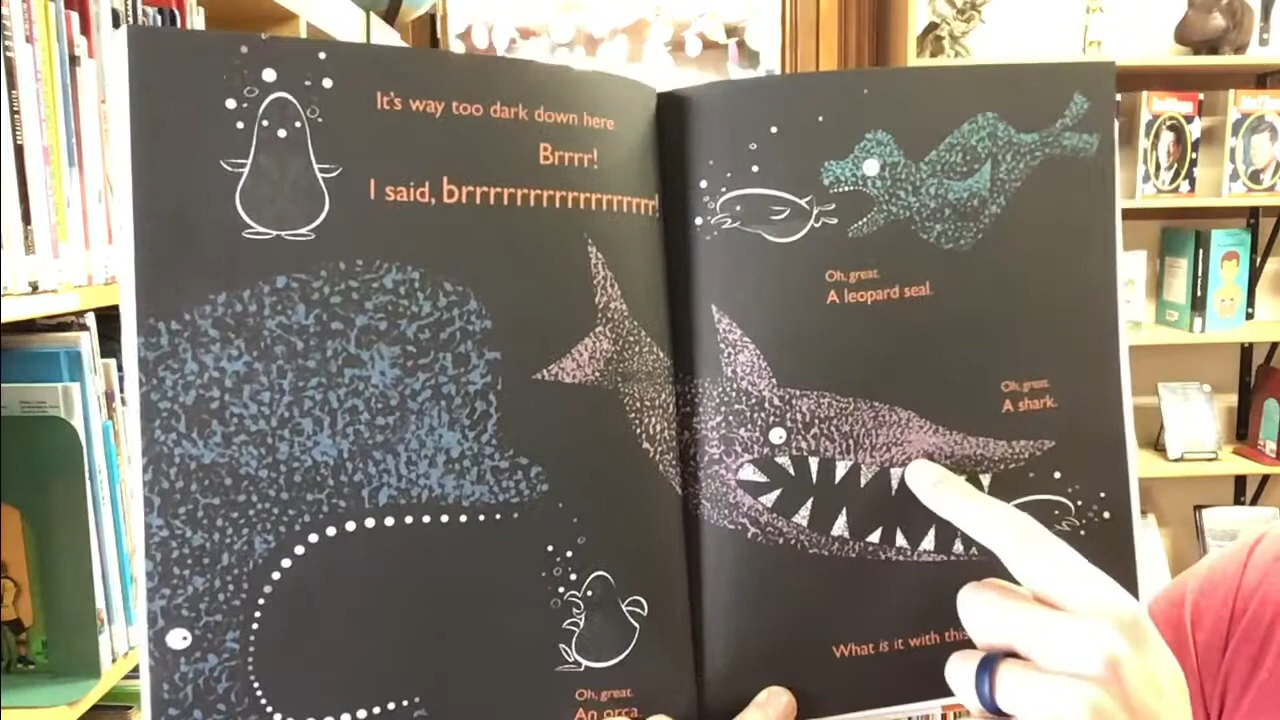 It's way too dark down here
Brrrr!
I said, brrrrrrrrrrrrrrrrrr!
Oh, great.
An orca.
Oh, great.
A leopard seal.
Oh, great.
A shark.
What is it with this